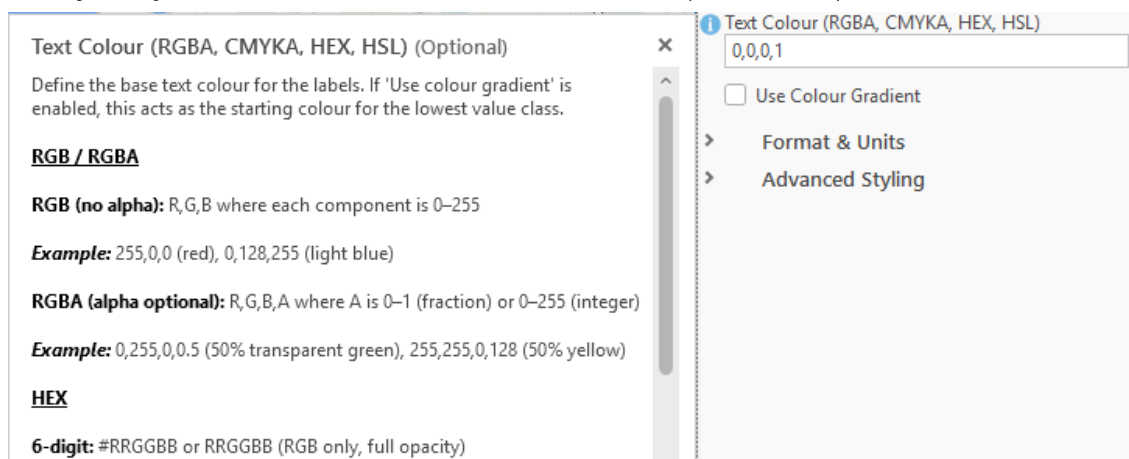 Text Colour (RGBA, CMYKA, HEX, HSL) (Optional)
Define the base text colour for the labels. If 'Use colour gradient' is
enabled, this acts as the starting colour for the lowest value class.
RGB / RGBA
RGB (no alpha): R,G,B where each component is 0–255
Example: 255,0,0 (red), 0,128,255 (light blue)
RGBA (alpha optional): R,G,B,A where A is 0–1 (fraction) or 0–255 (integer)
Example: 0,255,0,0.5 (50% transparent green), 255,255,0,128 (50% yellow)
HEX
6-digit: #RRGGBB or RRGGBB (RGB only, full opacity)
Text Colour (RGBA, CMYKA, HEX, HSL)
0,0,0,1
Use Colour Gradient
Format & Units
Advanced Styling